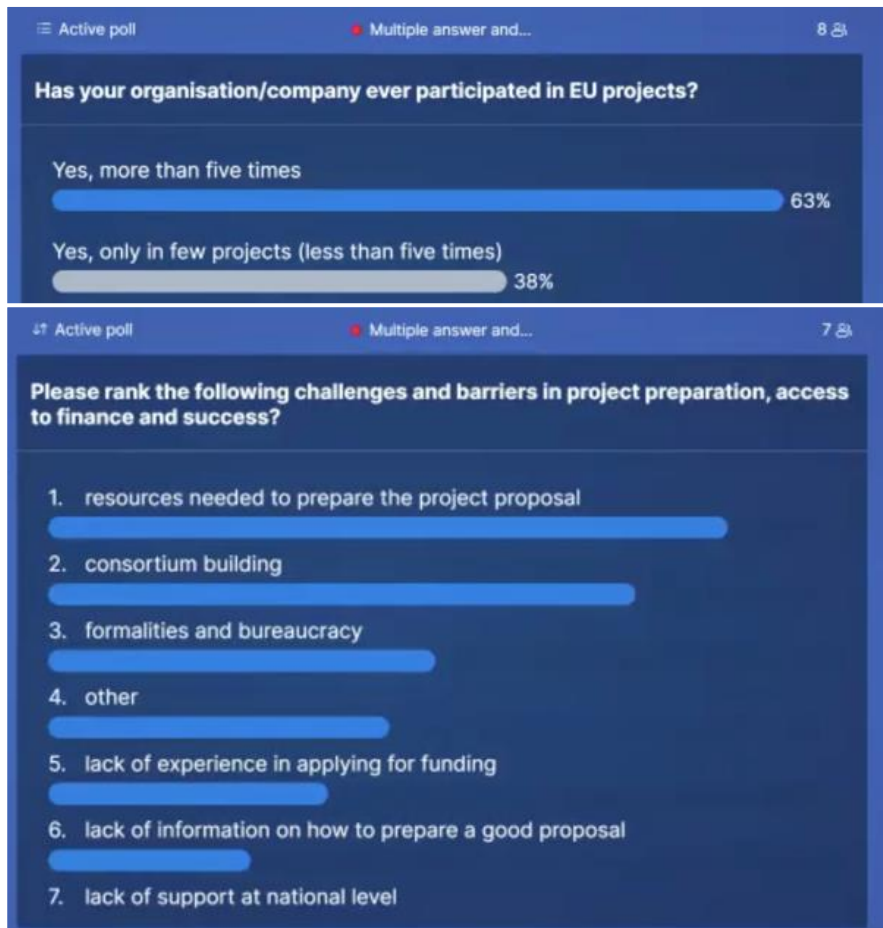 Active poll
Multiple answer and...
8
Has your organisation/company ever participated in EU projects?
Yes, more than five times
63%
Yes, only in few projects (less than five times)
38%
Active poll
Multiple answer and...
7
Please rank the following challenges and barriers in project preparation, access
to finance and success?
1. resources needed to prepare the project proposal
2. consortium building
3. formalities and bureaucracy
4. other
5. lack of experience in applying for funding
6. lack of information on how to prepare a good proposal
7. lack of support at national level